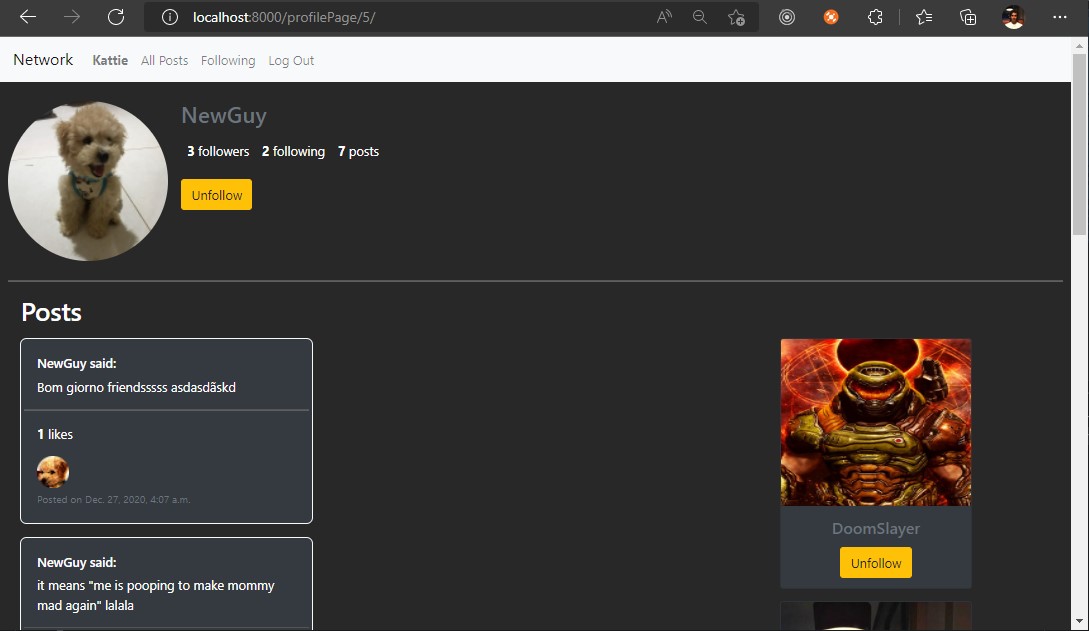 localhost:8000/profilePage/5/
Network Kattie All Posts Following Log Out
NewGuy
3 followers 2 following 7 posts
Unfollow
Posts
NewGuy said:
Bom giorno friendsssss asdasdãskd
1 likes
Posted on Dec. 27, 2020, 4:07 a.m.
NewGuy said:
it means "me is pooping to make mommy
mad again" lalala
DoomSlayer
Unfollow